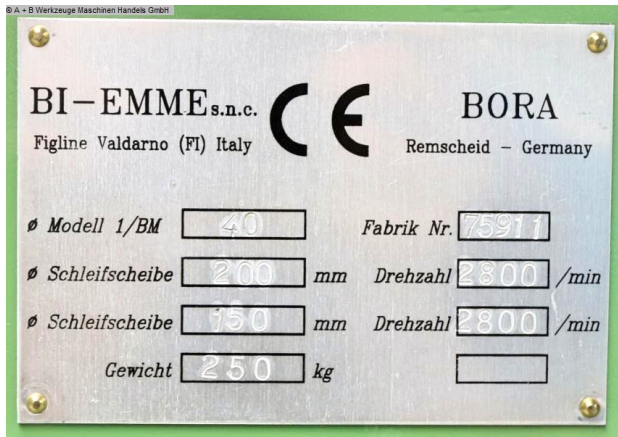 © A + B Werkzeuge Maschinen Handels GmbH
BI-EMME s.n.c. CE BORA
Figline Valdarno (FI) Italy Remscheid - Germany
ø Modell 1/BM 40 Fabrik Nr. 75911
ø Schleifscheibe 200 mm Drehzahl 2800 /min
ø Schleifscheibe 150 mm Drehzahl 2800 /min
Gewicht 250 kg